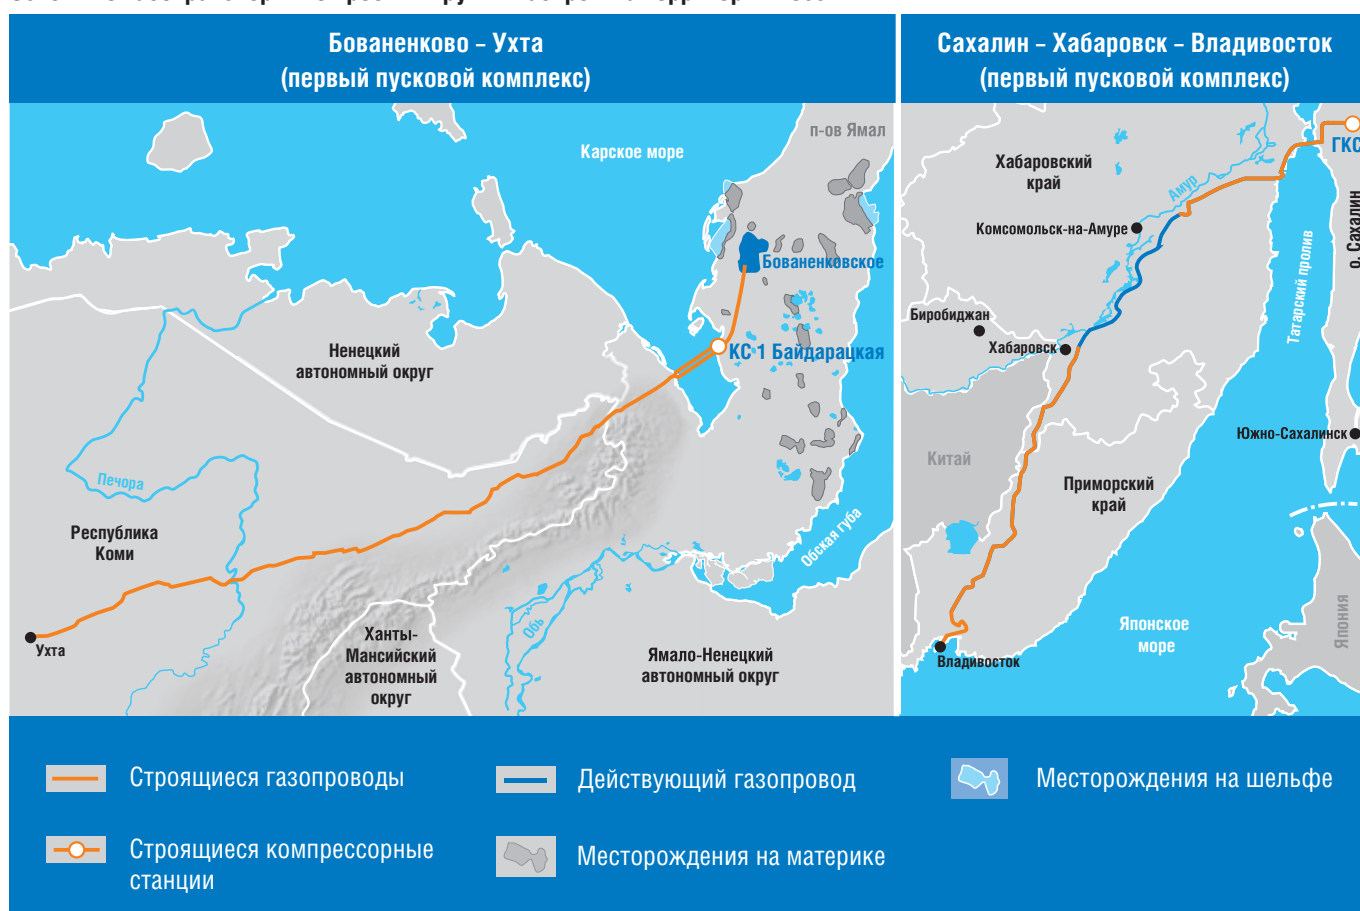 Бованенково – Ухта
(первый пусковой комплекс)
Сахалин – Хабаровск – Владивосток
(первый пусковой комплекс)
п-ов Ямал
Карское море
Бованенковское
КС 1 Байдарацкая
Ненецкий
автономный округ
Печора
Республика
Коми
Обская губа
Обь
Ухта
Ханты-
Мансийский
автономный
округ
Ямало-Ненецкий
автономный округ
ГКС
Хабаровский
край
Амур
о. Сахалин
Комсомольск-на-Амуре
Татарский пролив
Биробиджан
Хабаровск
Южно-Сахалинск
Китай
Приморский
край
Япония
Японское
море
Владивосток
Строящиеся газопроводы
Действующий газопровод
Месторождения на шельфе
Строящиеся компрессорные
станции
Месторождения на материке